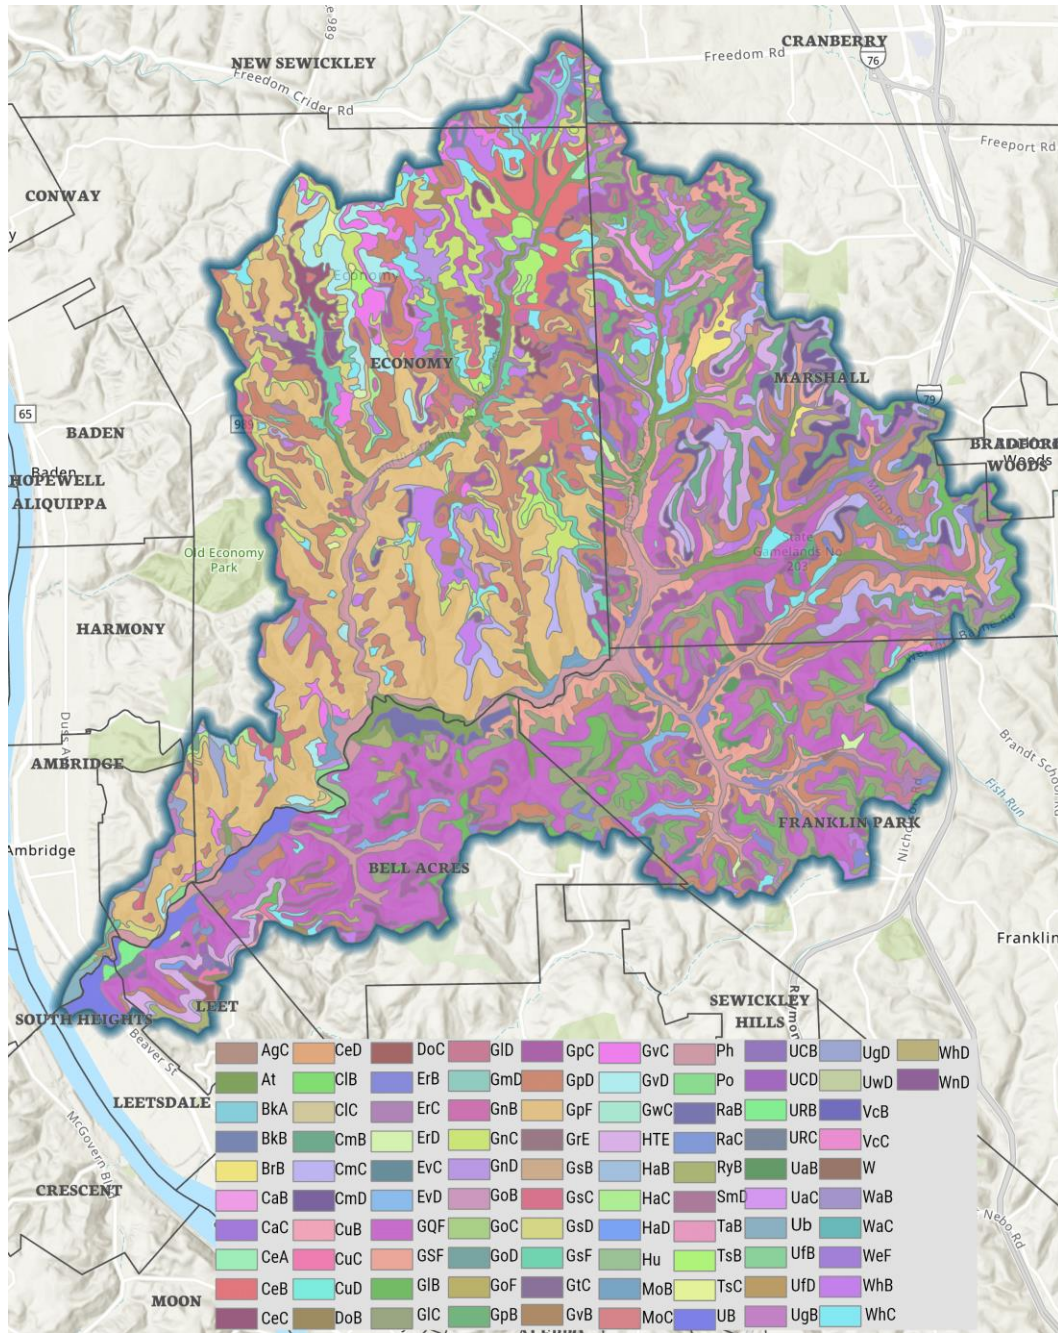 989
CRANBERRY
Freedom Rd
76
NEW SEWICKLEY
Freedom Crider Rd
Freeport Rd
CONWAY
y
Economy
ECONOMY
MARSHALL
79
65
989
BADEN
Baden
BRADFORD
Woods
WOODS
HOPEWELL
ALIQUIPPA
State
Gamelands No
203
Old Economy
Park
HARMONY
AMBRIDGE
Brandt School Rd
Fish Run
Ambridge
FRANKLIN PARK
Nicholson Rd
BELL ACRES
Franklin
SEWICKLEY
HILLS
LEET
SOUTH HEIGHTS
Beaver St
LEETSDALE
McGovern Blvd
CRESCENT
Nebo Rd
MOON
AgC CeD DoC GlD GpC GvC Ph UCB UgD WhD
At ClB ErB GmD GpD GvD Po UCD UwD WnD
BkA ClC ErC GnB GpF GwC RaB URB VcB
BkB CmB ErD GnC GrE HTE RaC URC VcC
BrB CmC EvC GnD GsB HaB RyB UaB W
CaB CmD EvD GoB GsC HaC SmD UaC WaB
CaC CuB GQF GoC GsD HaD TaB Ub WaC
CeA CuC GSF GoD GsF Hu TsB UfB WeF
CeB CuD GlB GoF GtC MoB TsC UfD WhB
CeC DoB GlC GpB GvB MoC UB UgB WhC